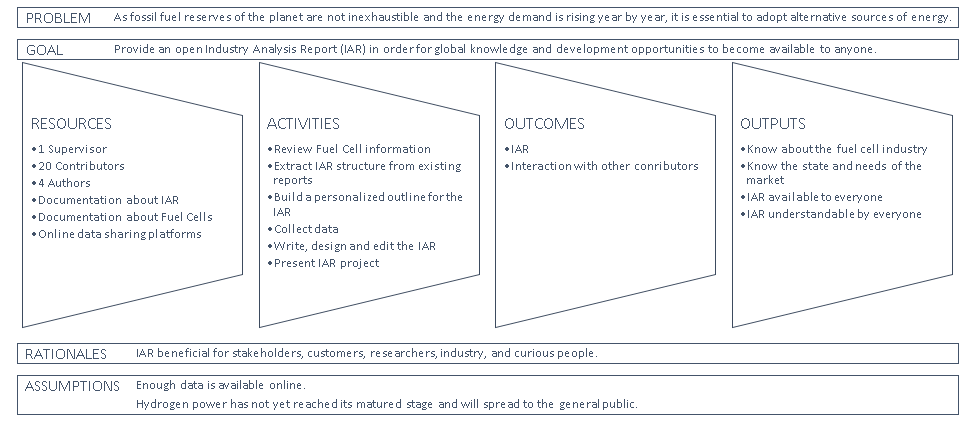 PROBLEM As fossil fuel reserves of the planet are not inexhaustible and the energy demand is rising year by year, it is essential to adopt alternative sources of energy.
GOAL Provide an open Industry Analysis Report (IAR) in order for global knowledge and development opportunities to become available to anyone.
RESOURCES
•1 Supervisor
•20 Contributors
•4 Authors
•Documentation about IAR
•Documentation about Fuel Cells
•Online data sharing platforms
ACTIVITIES
•Review Fuel Cell information
•Extract IAR structure from existing
reports
•Build a personalized outline for the
IAR
•Collect data
•Write, design and edit the IAR
•Present IAR project
OUTCOMES
•IAR
•Interaction with other conributors
OUTPUTS
•Know about the fuel cell industry
•Know the state and needs of the
market
•IAR available to everyone
•IAR understandable by everyone
RATIONALES IAR beneficial for stakeholders, customers, researchers, industry, and curious people.
ASSUMPTIONS Enough data is available online.
Hydrogen power has not yet reached its matured stage and will spread to the general public.